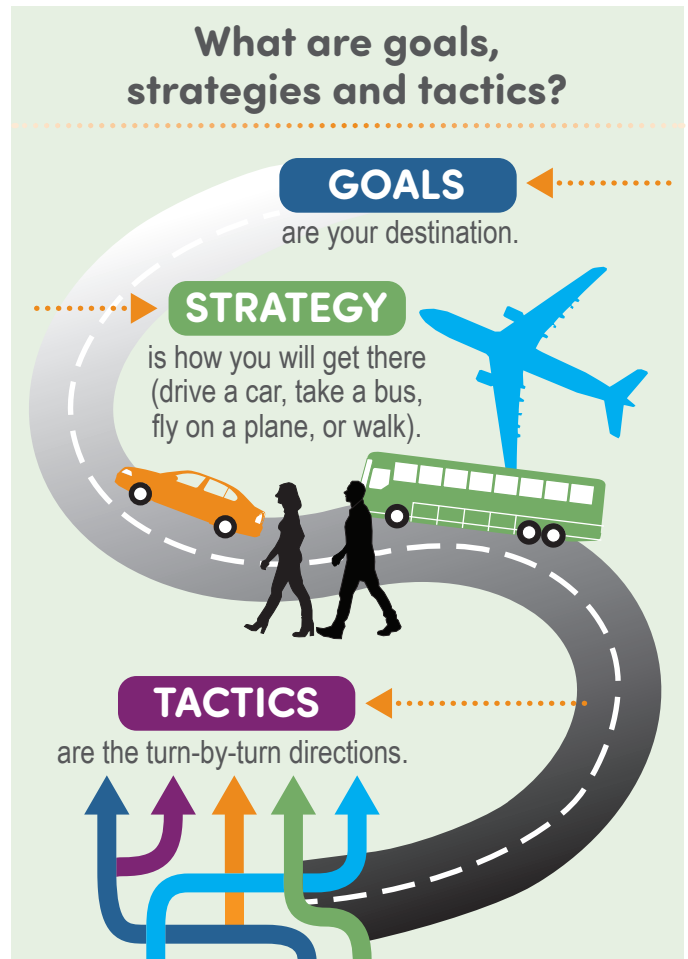 What are goals,
strategies and tactics?
GOALS
are your destination.
STRATEGY
is how you will get there
(drive a car, take a bus,
fly on a plane, or walk).
TACTICS
are the turn-by-turn directions.